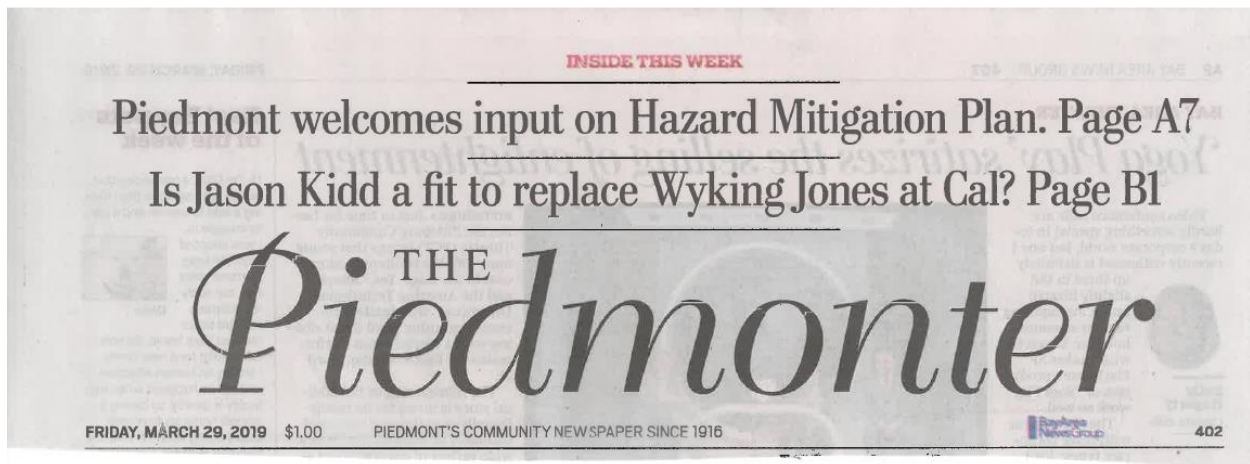 INSIDE THIS WEEK
Piedmont welcomes input on Hazard Mitigation Plan. Page A7
Is Jason Kidd a fit to replace Wyking Jones at Cal? Page B1
THE
Piedmonter
FRIDAY, MARCH 29, 2019 $1.00 PIEDMONT'S COMMUNITY NEWSPAPER SINCE 1916 BayArea NewsGroup 402